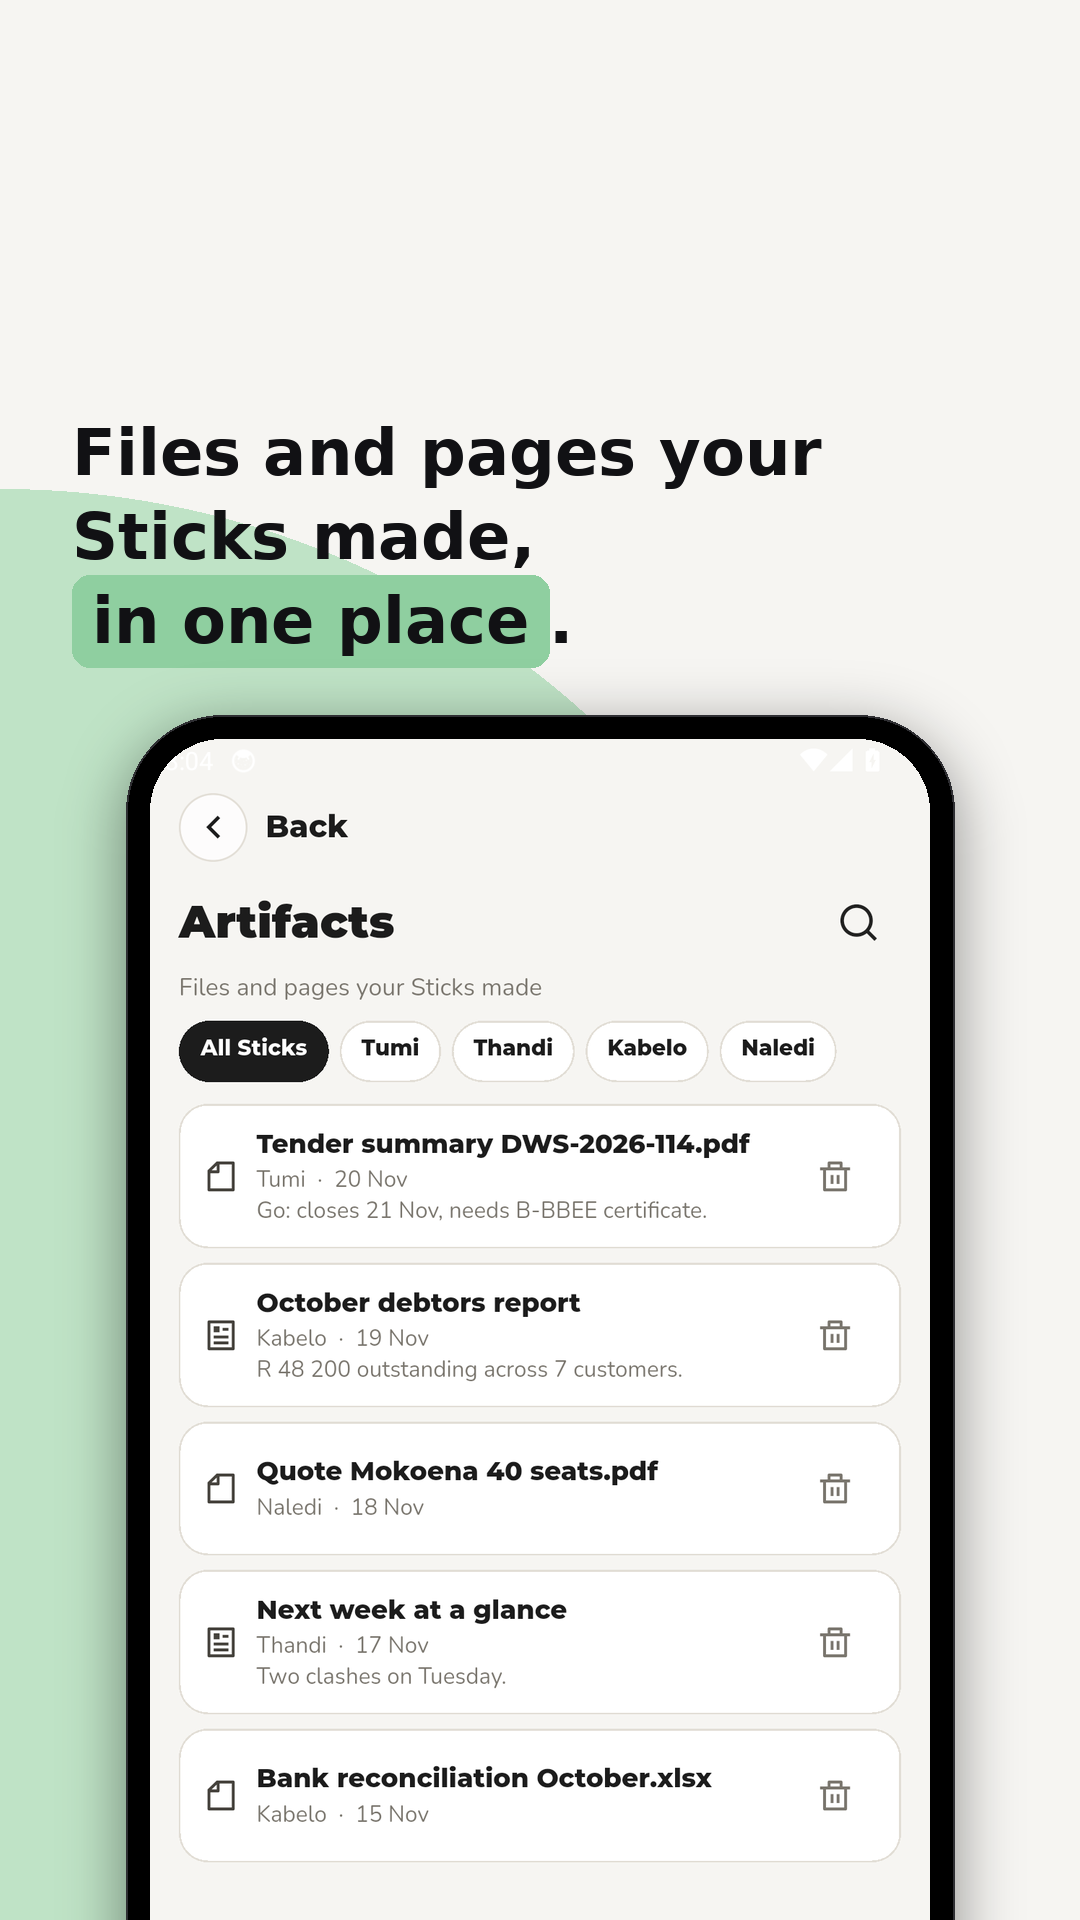 Files and pages your
Sticks made,
in one place.
Back
Artifacts
Files and pages your Sticks made
All Sticks
Tumi
Thandi
Kabelo
Naledi
Tender summary DWS-2026-114.pdf
Tumi · 20 Nov
Go: closes 21 Nov, needs B-BBEE certificate.
October debtors report
Kabelo · 19 Nov
R 48 200 outstanding across 7 customers.
Quote Mokoena 40 seats.pdf
Naledi · 18 Nov
Next week at a glance
Thandi · 17 Nov
Two clashes on Tuesday.
Bank reconciliation October.xlsx
Kabelo · 15 Nov